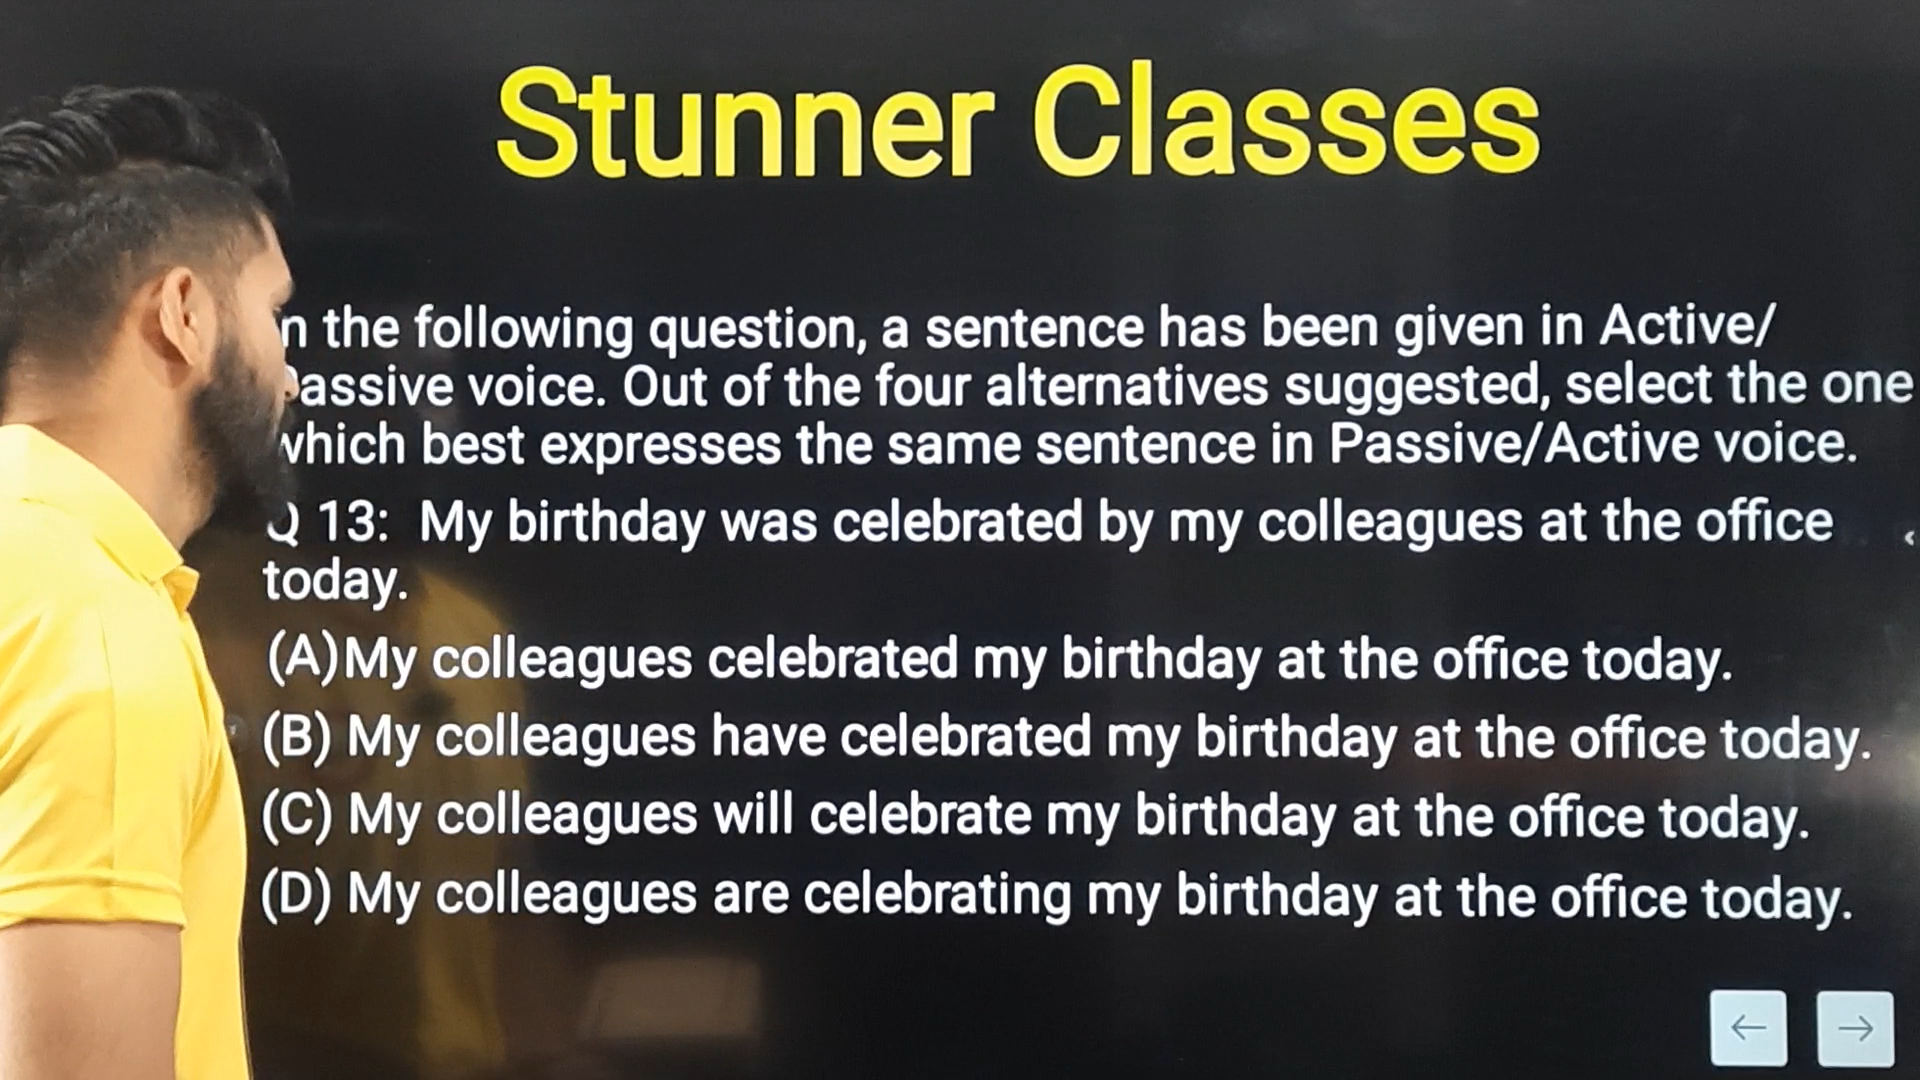 Stunner Classes
n the following question, a sentence has been given in Active/
assive voice. Out of the four alternatives suggested, select the one
which best expresses the same sentence in Passive/Active voice.
Q 13: My birthday was celebrated by my colleagues at the office
today.
(A)My colleagues celebrated my birthday at the office today.
(B) My colleagues have celebrated my birthday at the office today.
(C) My colleagues will celebrate my birthday at the office today.
(D) My colleagues are celebrating my birthday at the office today.